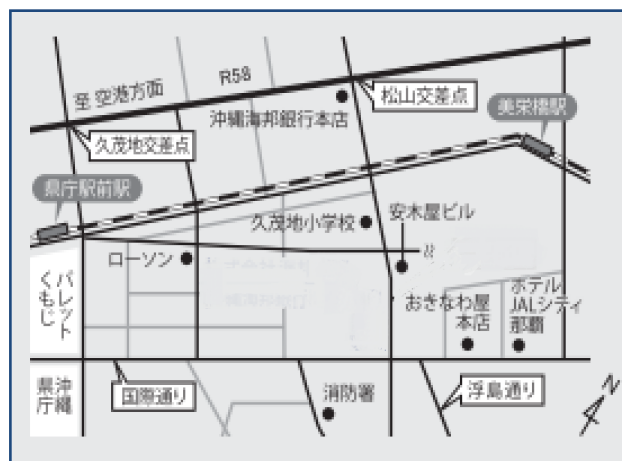 R58
至 空港方面
松山交差点
美栄橋駅
沖縄海邦銀行本店
久茂地交差点
県庁駅前駅
久茂地小学校
安木屋ビル
ローソン
パレット
くもじ
おきなわ屋
本店
ホテル
JALシティ
那覇
沖縄
県庁
国際通り
消防署
浮島通り
N